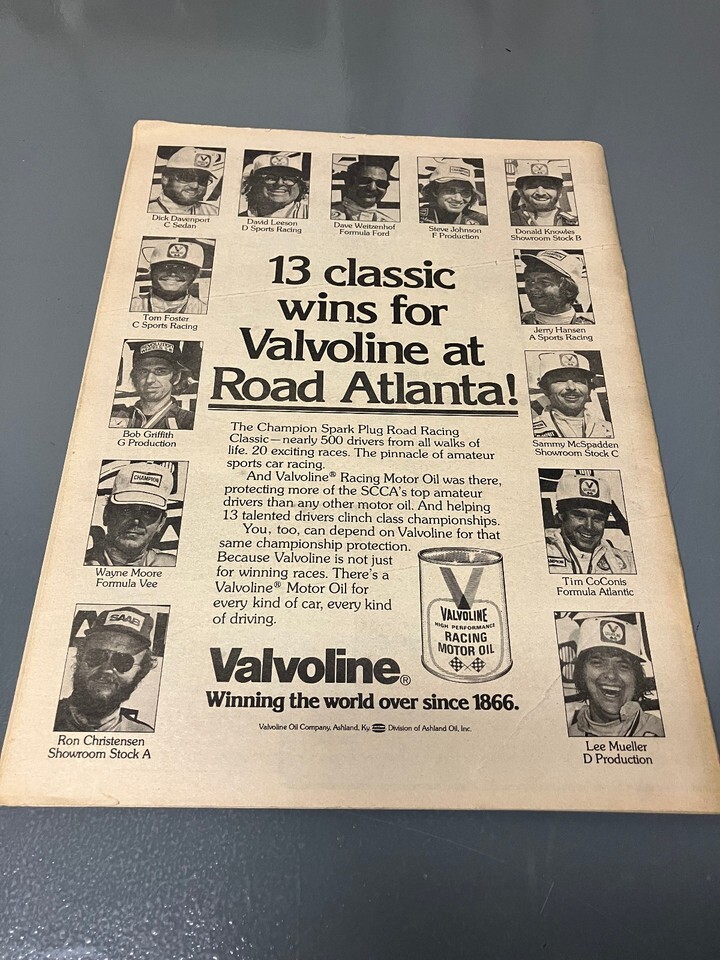 Dick Davenport
C Sedan
David Leeson
D Sports Racing
Dave Weitzenhof
Formula Ford
Steve Johnson
F Production
Donald Knowles
Showroom Stock B
Tom Foster
C Sports Racing
Jerry Hansen
A Sports Racing
Bob Griffith
G Production
Sammy McSpadden
Showroom Stock C
CHAMPION
Wayne Moore
Formula Vee
Tim CoConis
Formula Atlantic
SAAB
Ron Christensen
Showroom Stock A
Lee Mueller
D Production
13 classic
wins for
Valvoline at
Road Atlanta!
The Champion Spark Plug Road Racing
Classic—nearly 500 drivers from all walks of
life. 20 exciting races. The pinnacle of amateur
sports car racing.
And Valvoline® Racing Motor Oil was there,
protecting more of the SCCA's top amateur
drivers than any other motor oil. And helping
13 talented drivers clinch class championships.
You, too, can depend on Valvoline for that
same championship protection.
Because Valvoline is not just
for winning races. There's a
Valvoline® Motor Oil for
every kind of car, every kind
of driving.
VALVOLINE
HIGH PERFORMANCE
RACING
MOTOR OIL
Valvoline®
Winning the world over since 1866.
Valvoline Oil Company, Ashland, Ky. Division of Ashland Oil, Inc.